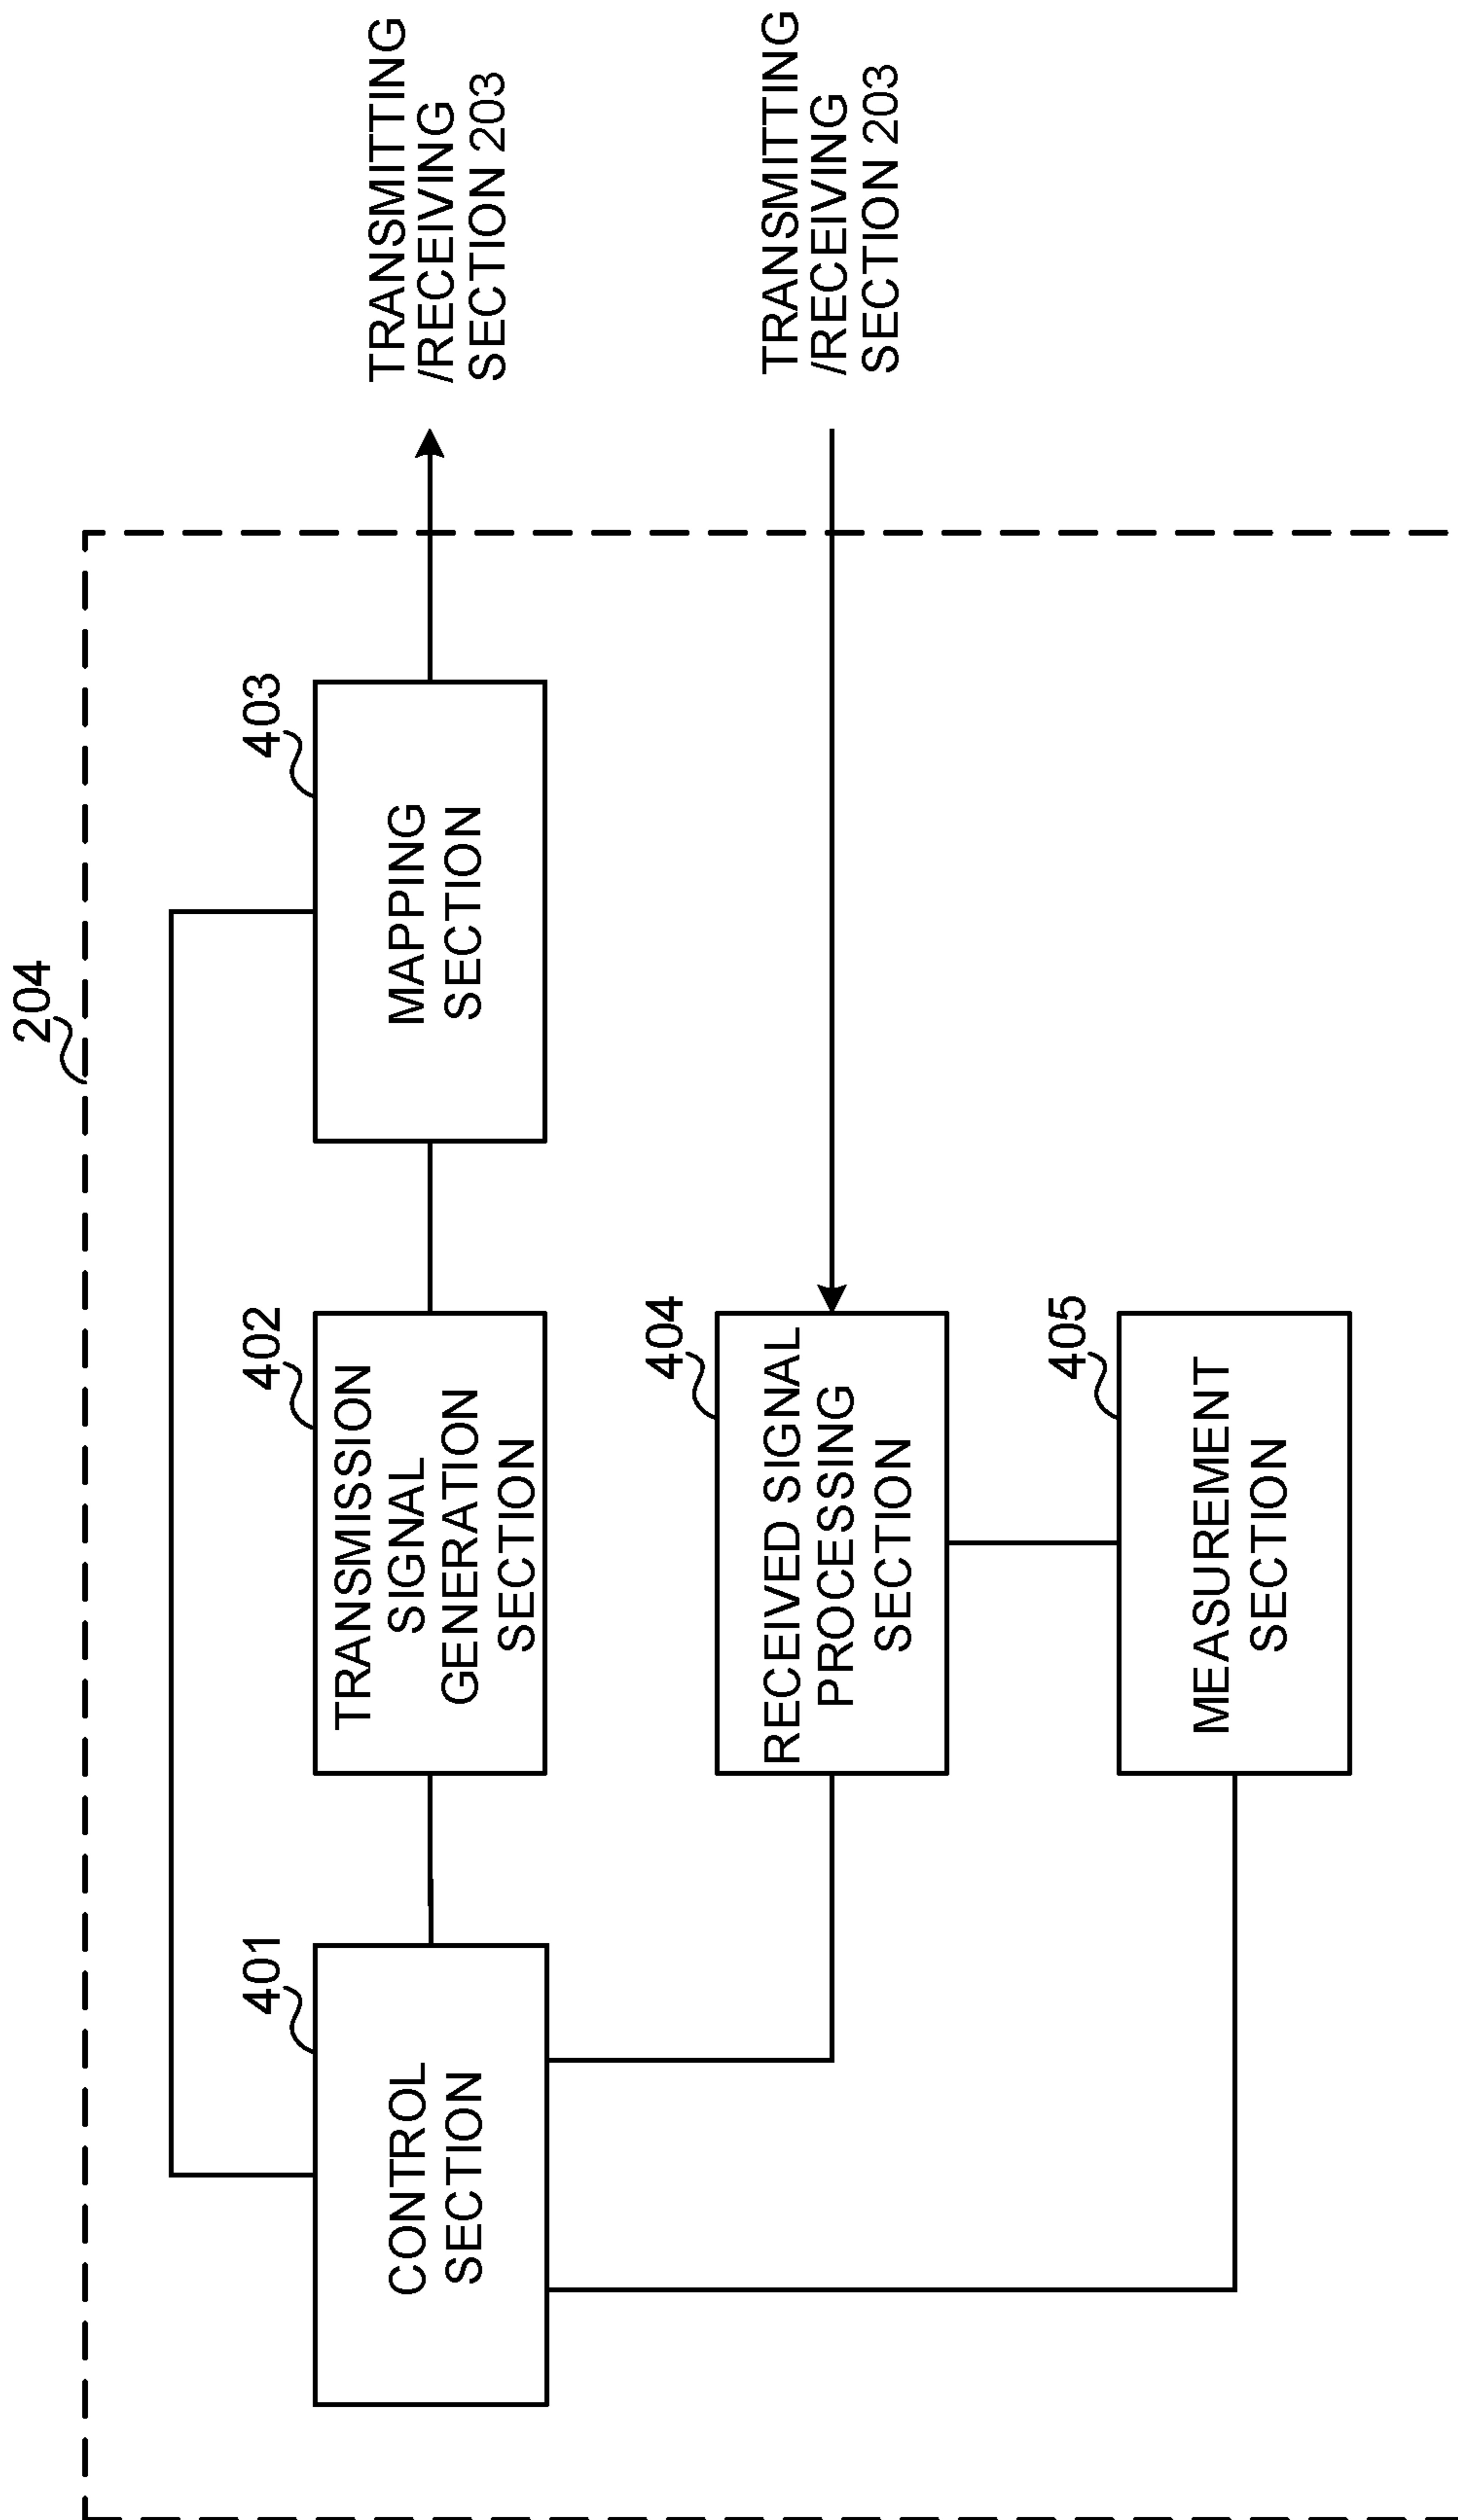 204
401
CONTROL
SECTION
402
TRANSMISSION
SIGNAL
GENERATION
SECTION
403
MAPPING
SECTION
TRANSMITTING
/RECEIVING
SECTION 203
404
RECEIVED SIGNAL
PROCESSING
SECTION
TRANSMITTING
/RECEIVING
SECTION 203
405
MEASUREMENT
SECTION